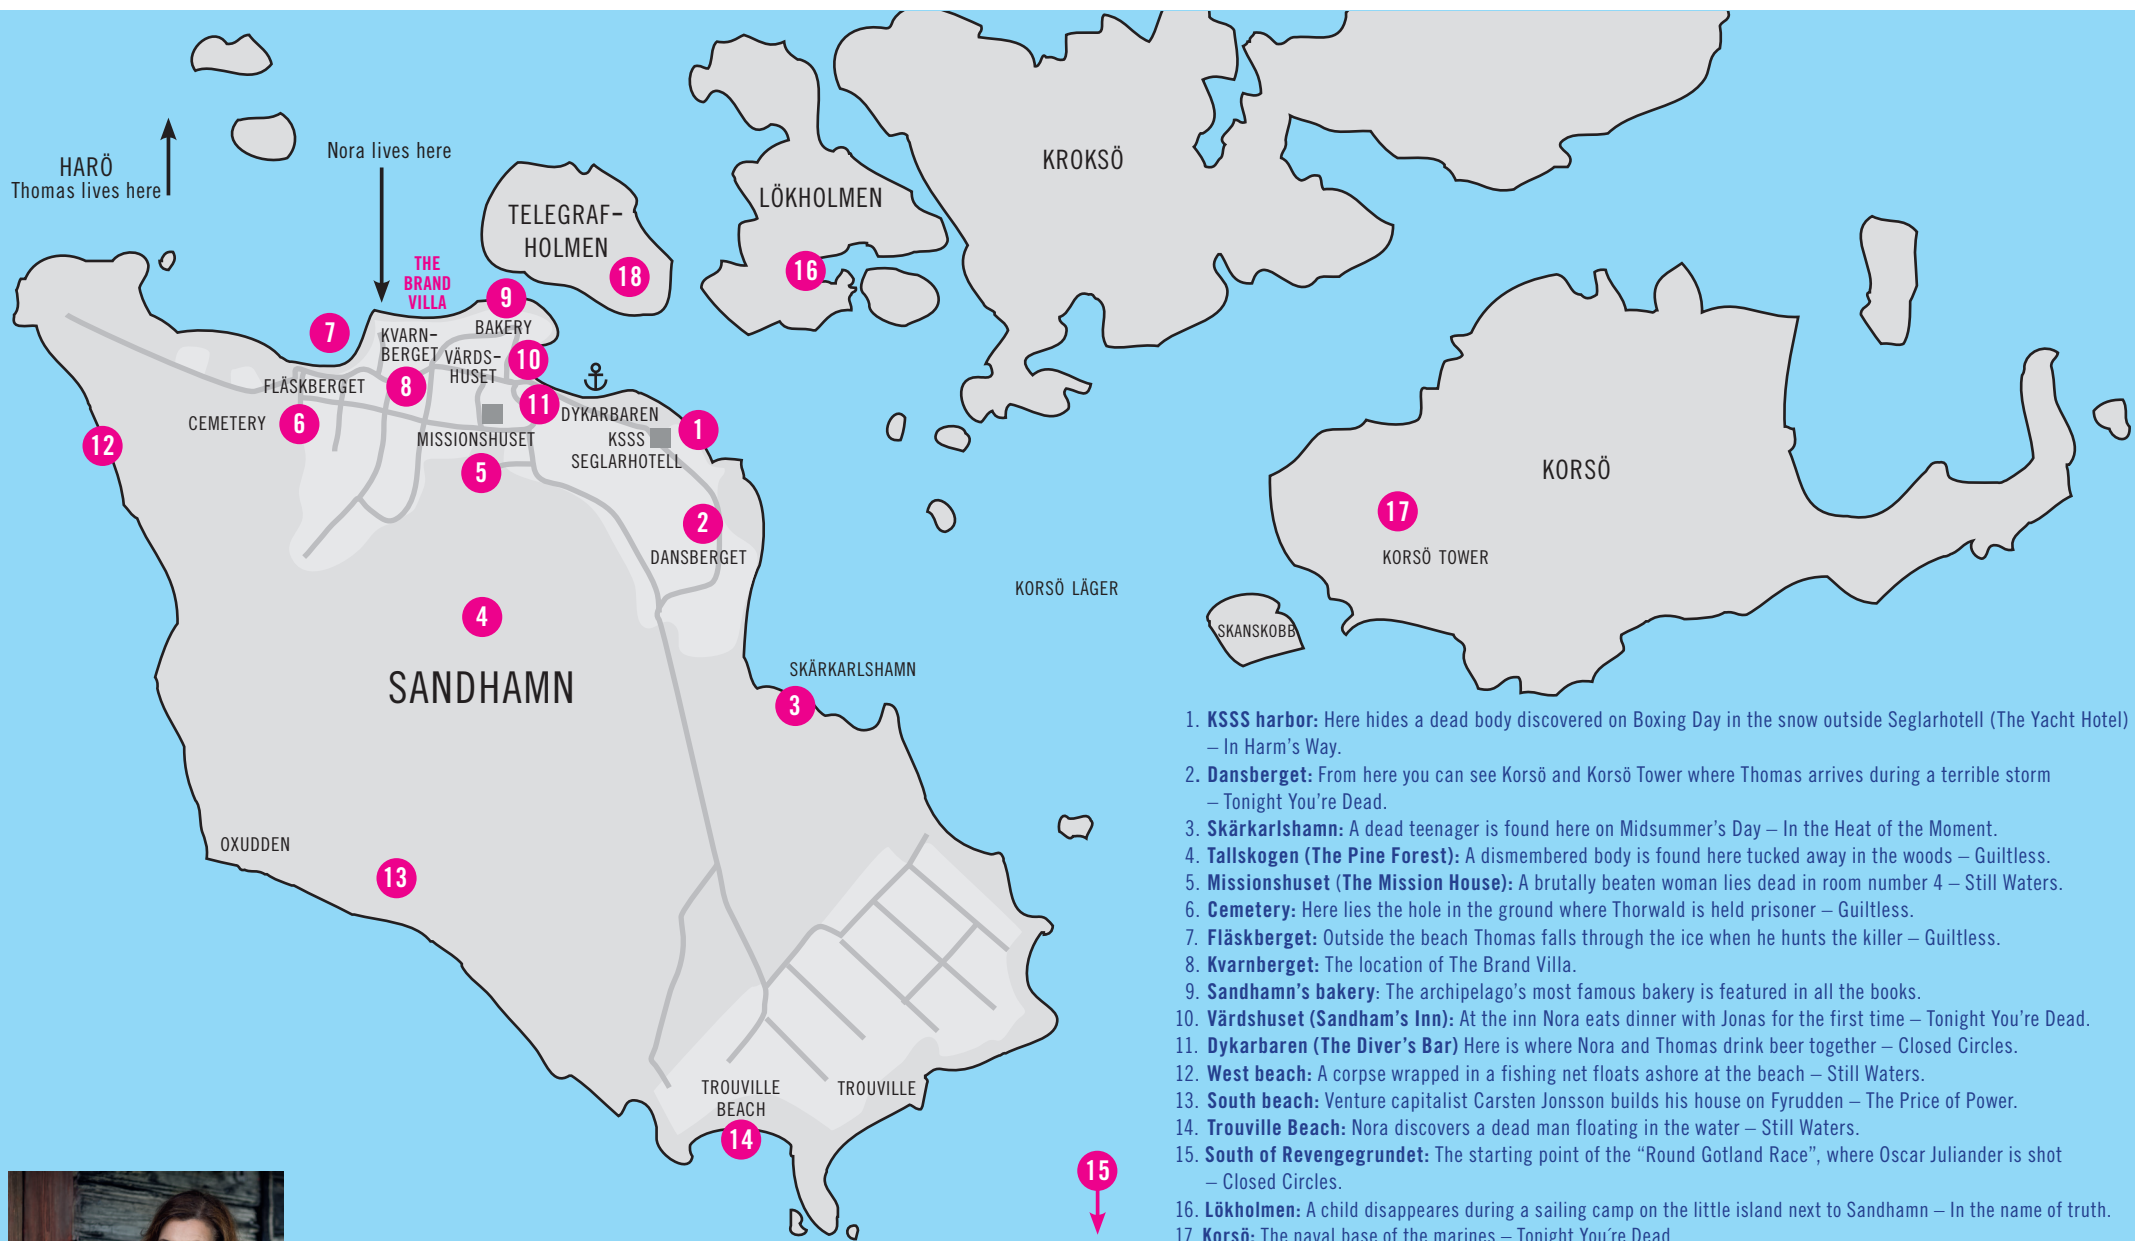 HARÖ
Thomas lives here
Nora lives here
THE
BRAND
VILLA
TELEGRAF-
HOLMEN
18
LÖKHOLMEN
16
KROKSÖ
7
9
BAKERY
KVARN-
BERGET
VÄRDS-
HUSET
10
FLÄSKBERGET
8
11
DYKARBAREN
CEMETERY
6
MISSIONSHUSET
KSSS
SEGLARHOTELL
1
12
5
2
DANSBERGET
KORSÖ
17
KORSÖ TOWER
KORSÖ LÄGER
SKANSKOBB
4
SANDHAMN
SKÄRKARLSHAMN
3
OXUDDEN
13
TROUVILLE
BEACH
TROUVILLE
14
15
1. KSSS harbor: Here hides a dead body discovered on Boxing Day in the snow outside Seglarhotell (The Yacht Hotel)
– In Harm's Way.
2. Dansberget: From here you can see Korsö and Korsö Tower where Thomas arrives during a terrible storm
– Tonight You're Dead.
3. Skärkarlshamn: A dead teenager is found here on Midsummer's Day – In the Heat of the Moment.
4. Tallskogen (The Pine Forest): A dismembered body is found here tucked away in the woods – Guiltless.
5. Missionshuset (The Mission House): A brutally beaten woman lies dead in room number 4 – Still Waters.
6. Cemetery: Here lies the hole in the ground where Thorwald is held prisoner – Guiltless.
7. Fläskberget: Outside the beach Thomas falls through the ice when he hunts the killer – Guiltless.
8. Kvarnberget: The location of The Brand Villa.
9. Sandhamn's bakery: The archipelago's most famous bakery is featured in all the books.
10. Värdshuset (Sandham's Inn): At the inn Nora eats dinner with Jonas for the first time – Tonight You're Dead.
11. Dykarbaren (The Diver's Bar) Here is where Nora and Thomas drink beer together – Closed Circles.
12. West beach: A corpse wrapped in a fishing net floats ashore at the beach – Still Waters.
13. South beach: Venture capitalist Carsten Jonsson builds his house on Fyrudden – The Price of Power.
14. Trouville Beach: Nora discovers a dead man floating in the water – Still Waters.
15. South of Revengegrundet: The starting point of the “Round Gotland Race”, where Oscar Juliander is shot
– Closed Circles.
16. Lökholmen: A child disappeares during a sailing camp on the little island next to Sandhamn – In the name of truth.
17. Korsö: The naval base of the marines – Tonight You´re Dead